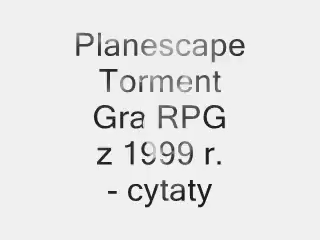 Planescape
Torment
Gra RPG
z 1999 r.
- cytaty